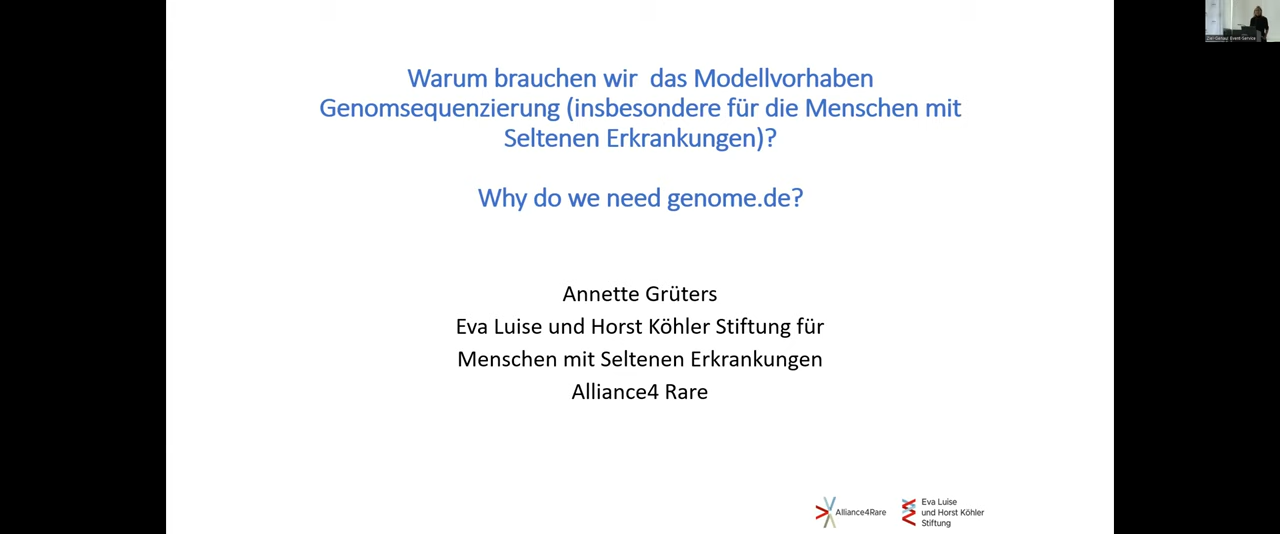 Warum brauchen wir das Modellvorhaben
Genomsequenzierung (insbesondere für die Menschen mit
Seltenen Erkrankungen)?
Why do we need genome.de?
Annette Grüters
Eva Luise und Horst Köhler Stiftung für
Menschen mit Seltenen Erkrankungen
Alliance4 Rare
Alliance4Rare
Eva Luise
und Horst Köhler
Stiftung